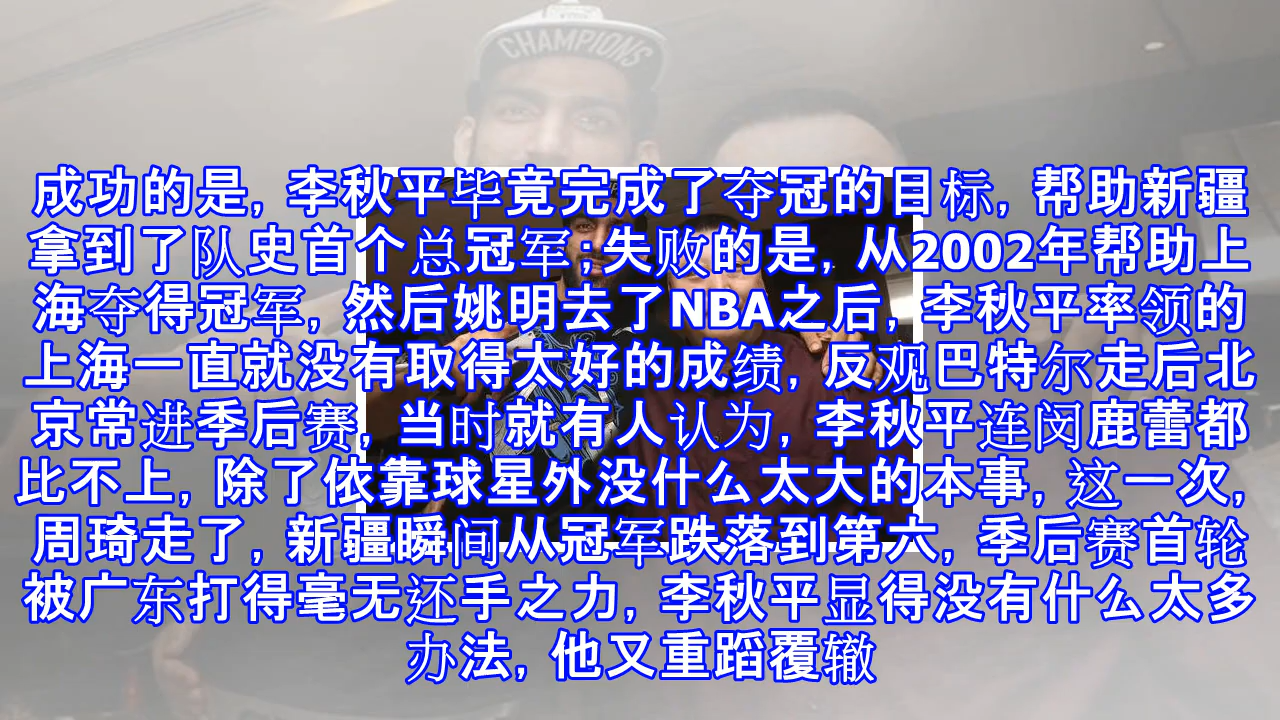 CHAMPIONS
成功的是, 李秋平毕竟完成了夺冠的目标, 帮助新疆
拿到了队史首个总冠军;失败的是, 从2002年帮助上
海夺得冠军, 然后姚明去了NBA之后, 李秋平率领的
上海一直就没有取得太好的成绩, 反观巴特尔走后北
京常进季后赛, 当时就有人认为, 李秋平连闵鹿蕾都
比不上, 除了依靠球星外没什么太大的本事, 这一次,
周琦走了, 新疆瞬间从冠军跌落到第六, 季后赛首轮
被广东打得毫无还手之力, 李秋平显得没有什么太多
办法, 他又重蹈覆辙